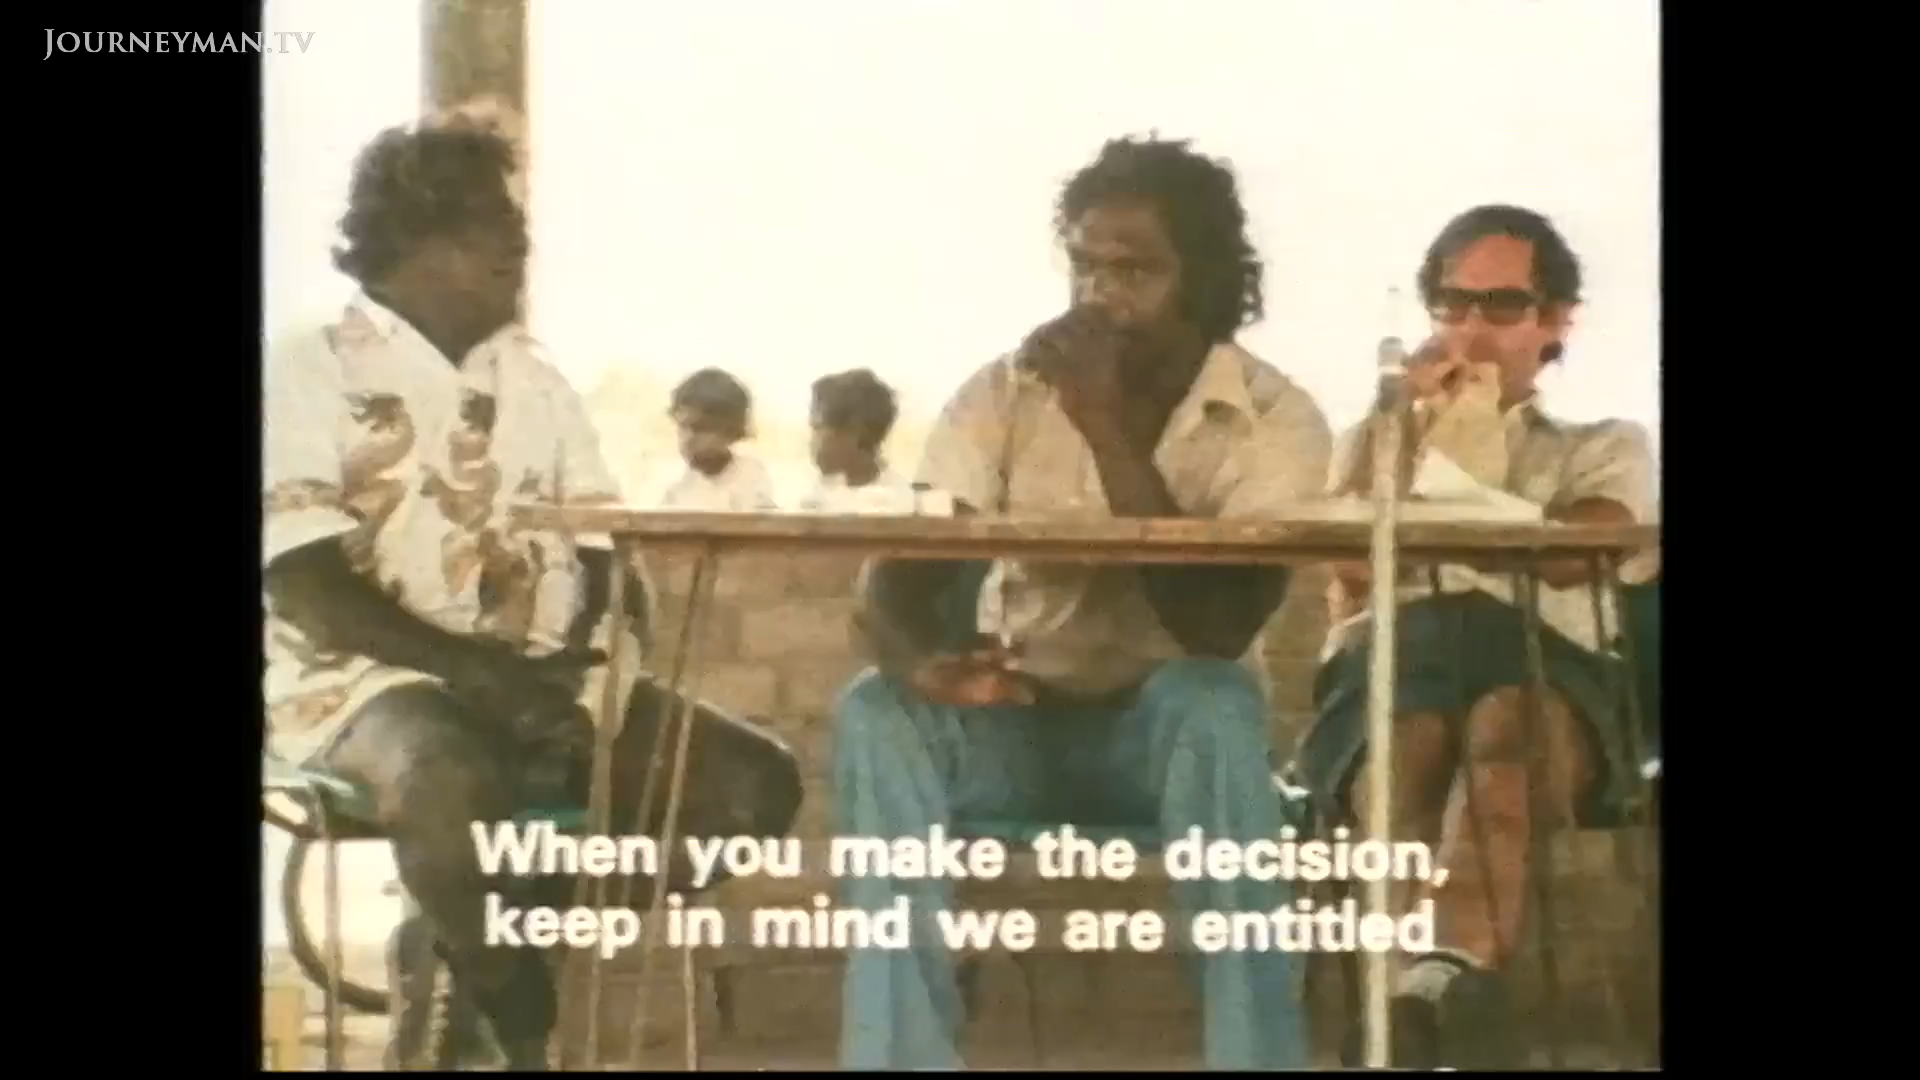 JOURNEYMAN.TV
When you make the decision,
keep in mind we are entitled